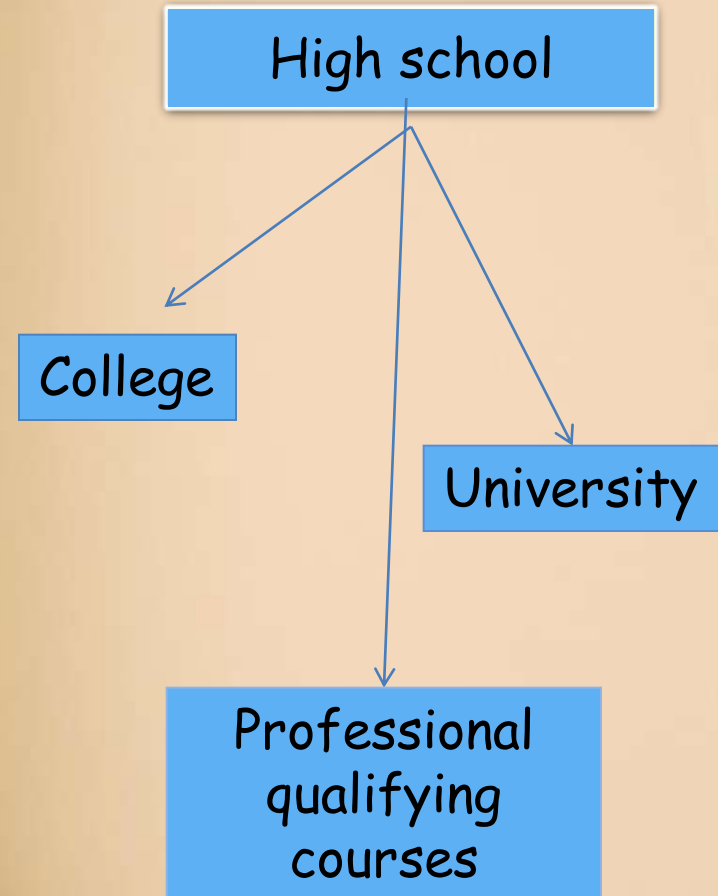 High school
College
University
Professional
qualifying
courses